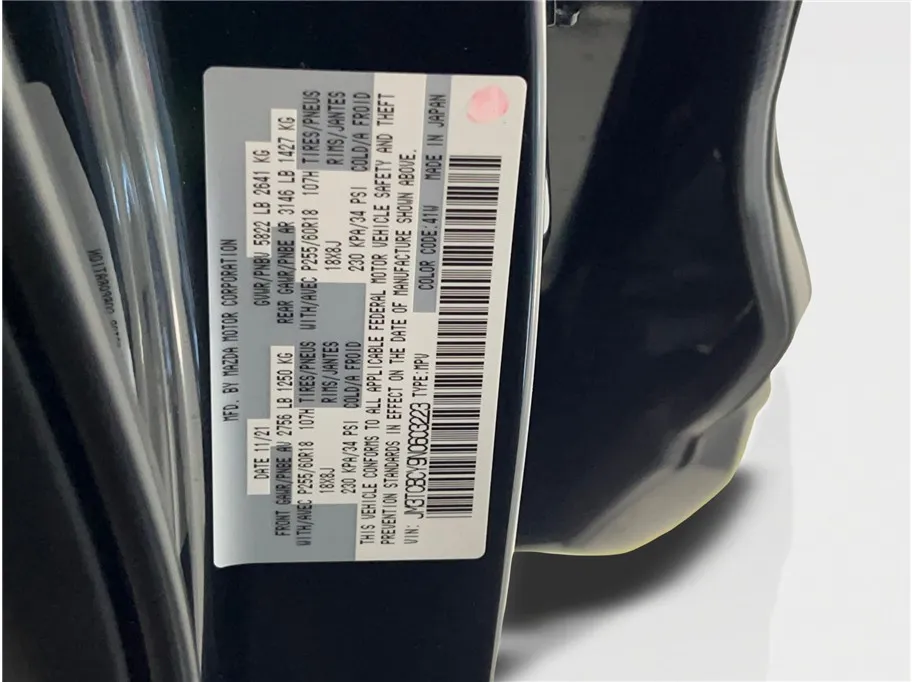 MFD. BY MAZDA MOTOR CORPORATION
DATE 11/21
GVWR/PNBV 5822 LB 2641 KG
FRONT GAWR/PNBE AV 2756 LB 1250 KG
REAR GAWR/PNBE AR 3146 LB 1427 KG
WITH/AVEC P255/60R18 107H TIRES/PNEUS
WITH/AVEC P255/60R18 107H TIRES/PNEUS
18X8J RIMS/JANTES
18X8J RIMS/JANTES
230 KPA/34 PSI COLD/A FROID
230 KPA/34 PSI COLD/A FROID
THIS VEHICLE CONFORMS TO ALL APPLICABLE FEDERAL MOTOR VEHICLE SAFETY AND THEFT
PREVENTION STANDARDS IN EFFECT ON THE DATE OF MANUFACTURE SHOWN ABOVE.
VIN: JM3TCBCY9N0603223 TYPE:MPV
COLOR CODE:41W MADE IN JAPAN